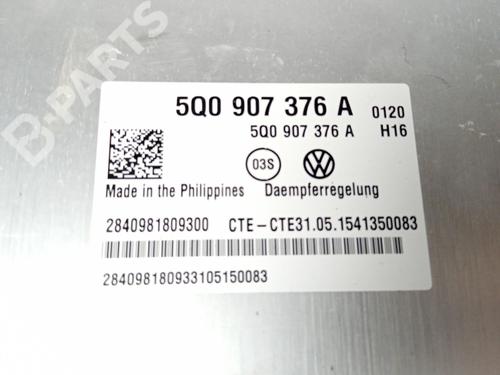 B-PARTS
5Q0 907 376 A 0120
5Q0 907 376 A H16
03S
Made in the Philippines Daempferregelung
2840981809300 CTE-CTE31.05.1541350083
284098180933105150083